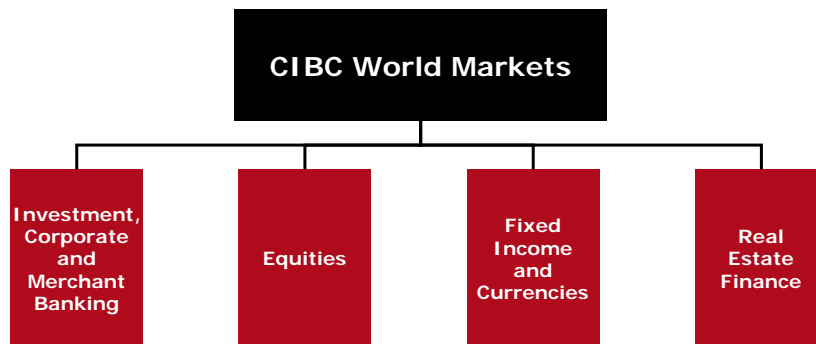 CIBC World Markets
Investment,
Corporate
and
Merchant
Banking
Equities
Fixed
Income
and
Currencies
Real
Estate
Finance